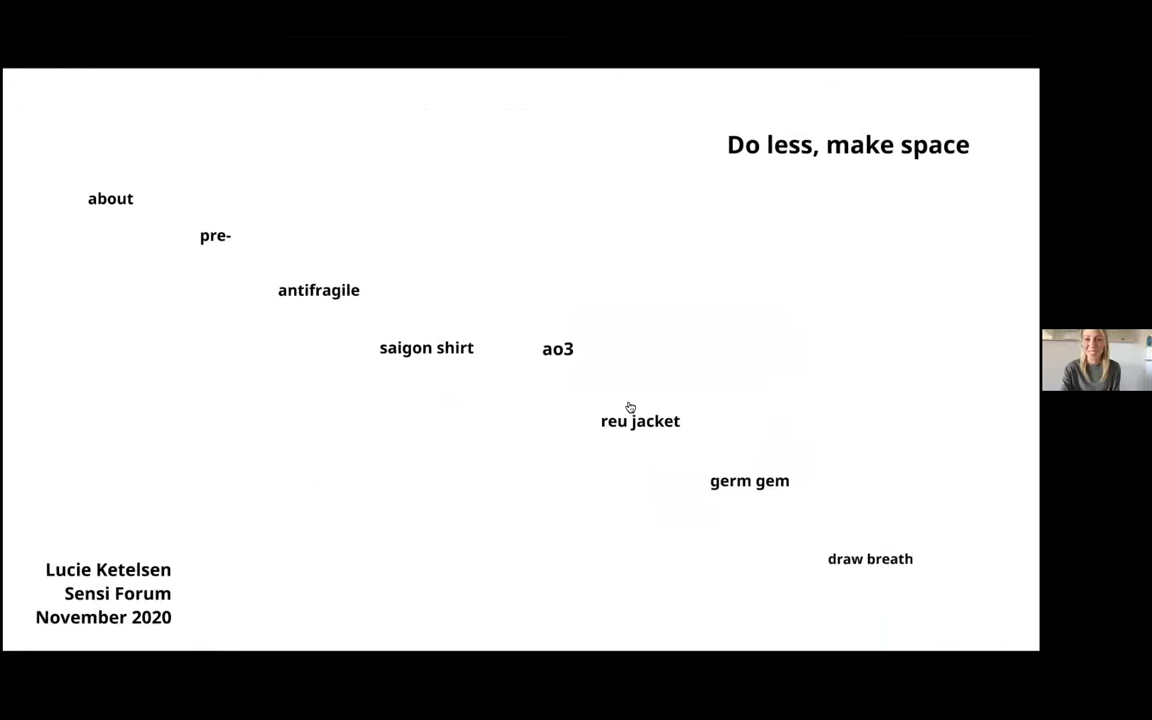 Do less, make space
about
pre-
antifragile
saigon shirt
ao3
reu jacket
germ gem
draw breath
Lucie Ketelsen
Sensi Forum
November 2020